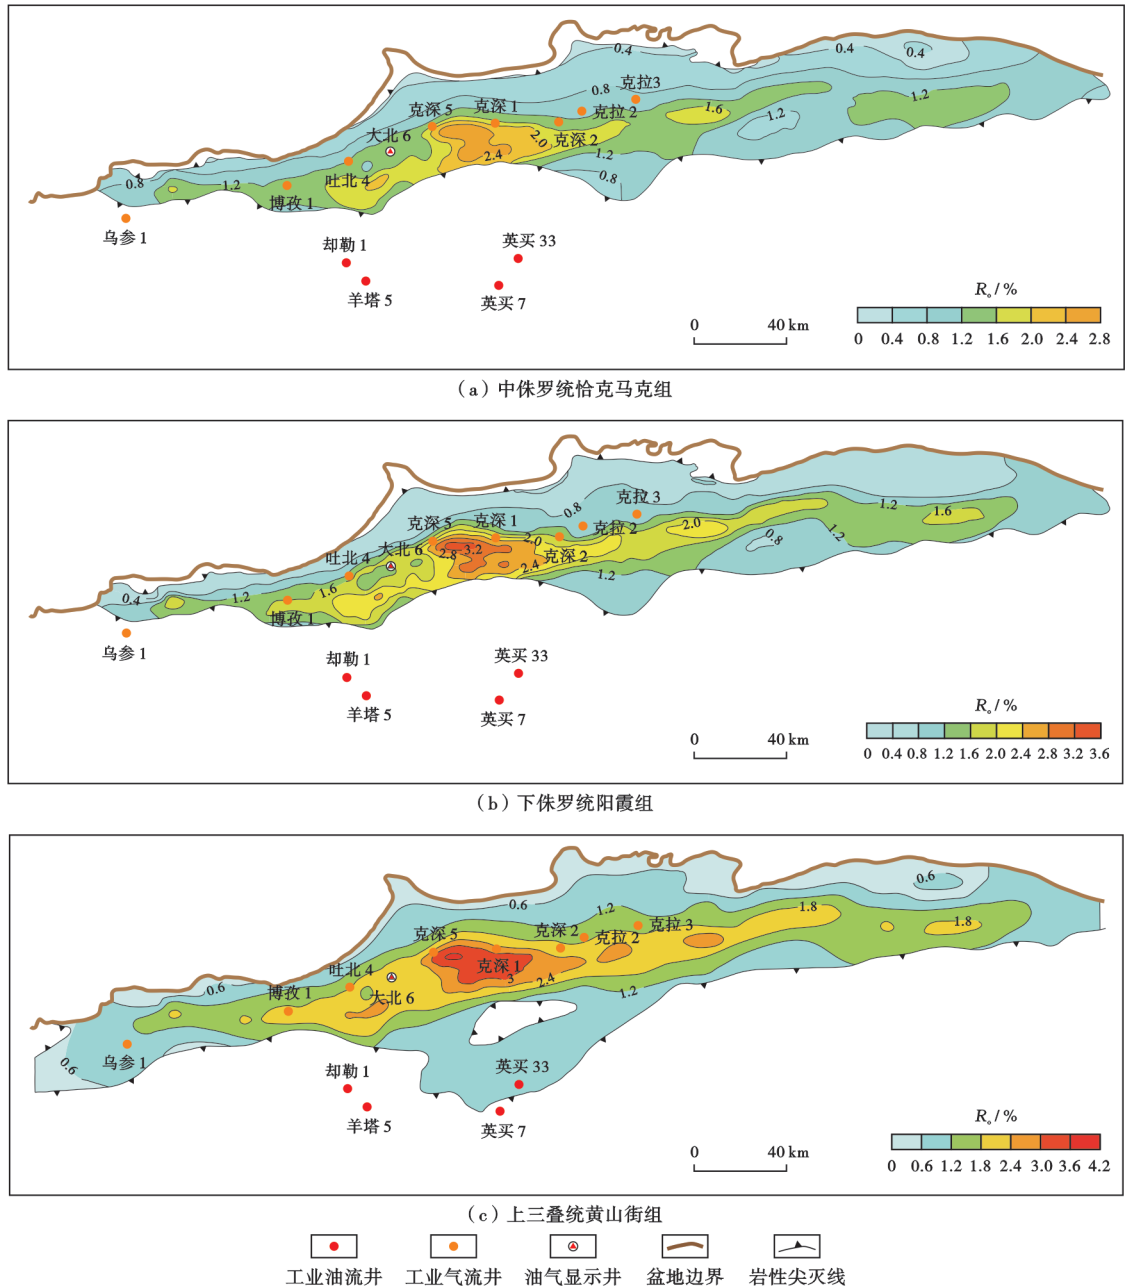 0.4
0.4
0.4
克拉3
0.8
克深 5
克深 1
克拉 2
1.6
1.2
1.2
大北 6
2.0
克深 2
2.4
1.2
吐北 4
0.8
0.8
1.2
博孜 1
乌参 1
却勒 1
英买 33
羊塔 5
英买 7
Rₒ / %
0 40 km
0 0.4 0.8 1.2 1.6 2.0 2.4 2.8
(a) 中侏罗统恰克马克组
克拉 3
0.8
1.2
1.6
克深 5
克深 1
克拉 2
2.0
1.2
0.8
2.0
大北 6
2.8
3.2
克深 2
吐北 4
2.4
1.2
1.6
0.4
1.2
博孜 1
乌参 1
却勒 1
英买 33
羊塔 5
英买 7
Rₒ / %
0 40 km
0 0.4 0.8 1.2 1.6 2.0 2.4 2.8 3.2 3.6
(b) 下侏罗统阳霞组
0.6
0.6
1.2
1.8
1.8
克深 5
克深 2
克拉 2
克拉 3
吐北 4
克深 1
3
2.4
1.2
0.6
博孜 1
大北 6
0.6
乌参 1
却勒 1
英买 33
羊塔 5
英买 7
Rₒ / %
0 40 km
0 0.6 1.2 1.8 2.4 3.0 3.6 4.2
(c) 上三叠统黄山街组
工业油流井 工业气流井 油气显示井 盆地边界 岩性尖灭线